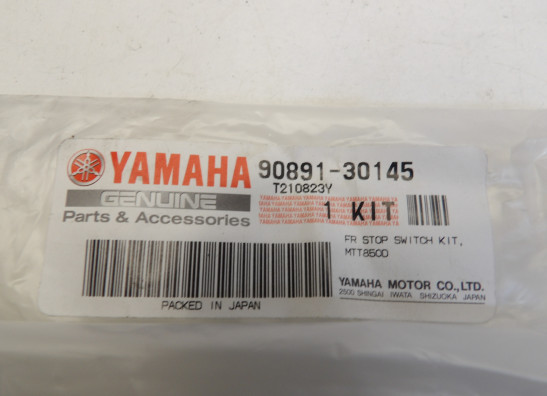 YAMAHA 90891-30145
T210823Y
GENUINE
Parts & Accessories
1 KIT
FR STOP SWITCH KIT,
MTT850D
YAMAHA MOTOR CO.,LTD.
2500 SHINGAI IWATA SHIZUOKA JAPAN
PACKED IN JAPAN